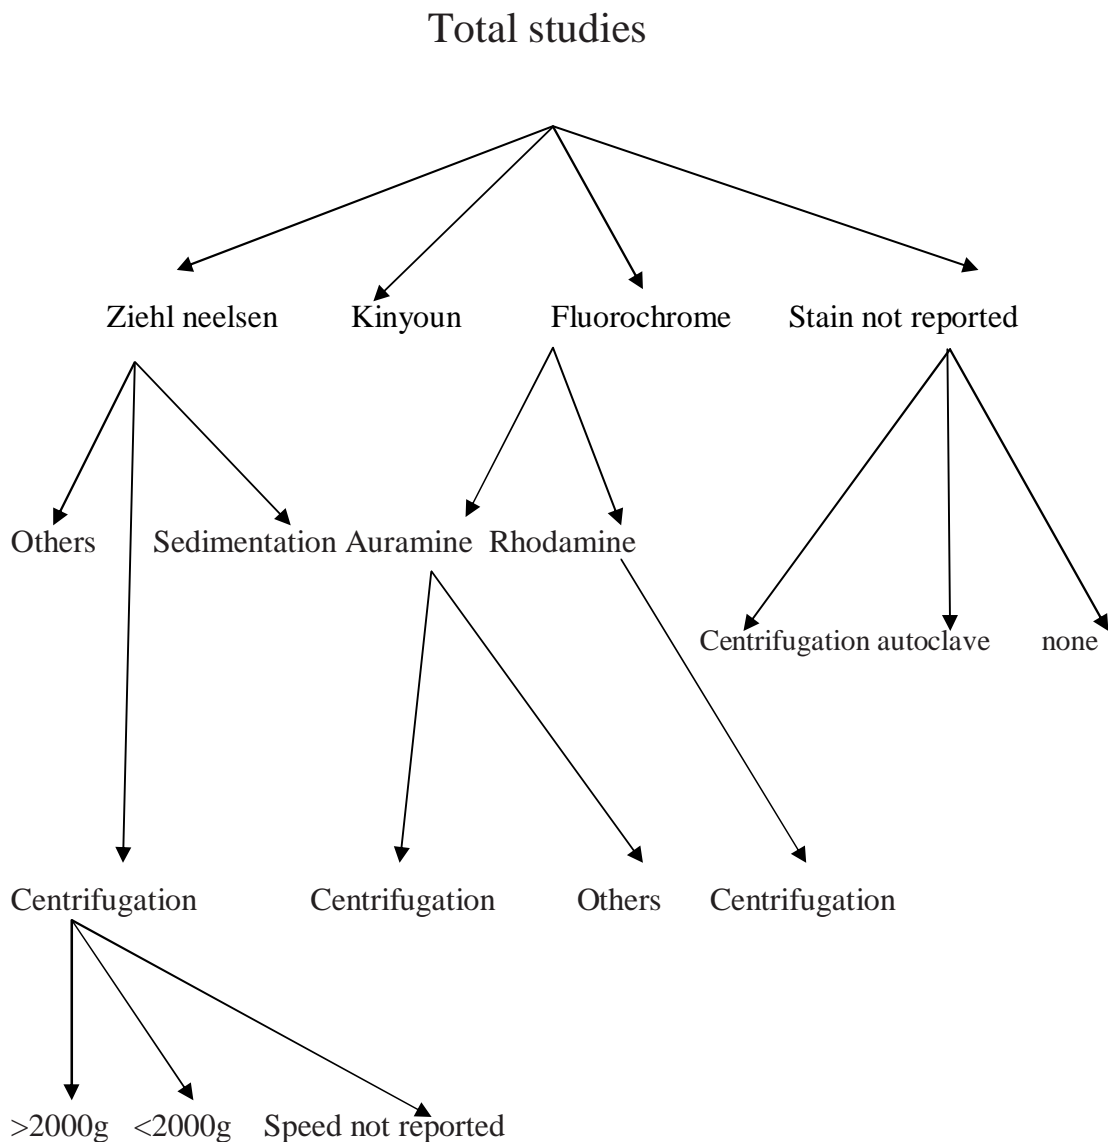 Total studies
Ziehl neelsen Kinyoun Fluorochrome Stain not reported
Others Sedimentation Auramine Rhodamine
Centrifugation autoclave none
Centrifugation Centrifugation Others Centrifugation
>2000g <2000g Speed not reported